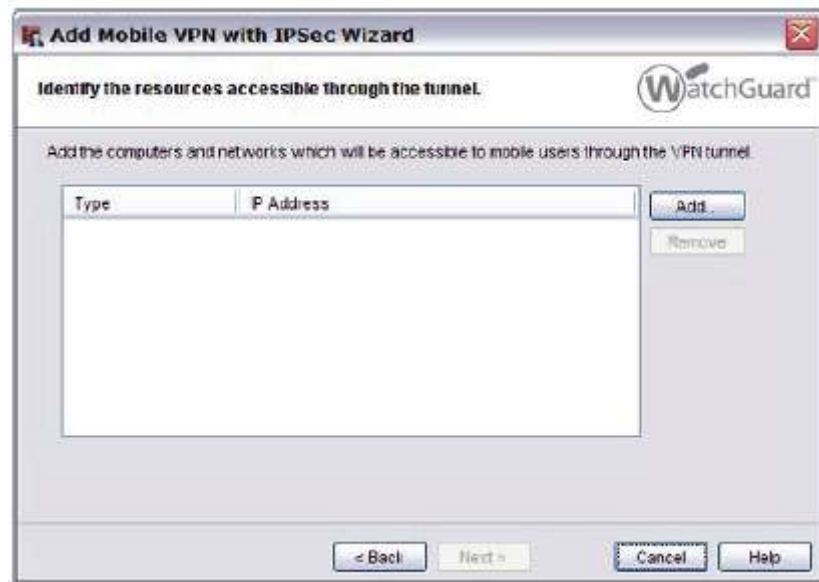 Add Mobile VPN with IPSec Wizard
Identify the resources accessible through the tunnel.
WatchGuard
Add the computers and networks which will be accessible to mobile users through the VPN tunnel
Type
IP Address
Add..
Remove
< Back
Next >
Cancel
Help